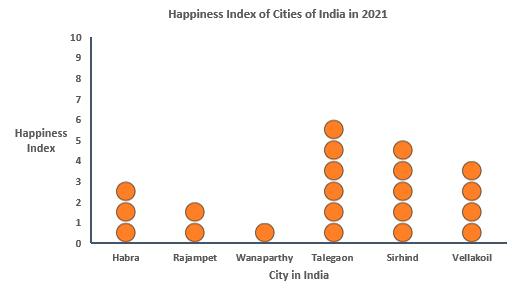 Happiness Index of Cities of India in 2021
10
9
8
7
6
5
4
3
2
1
0
Happiness
Index
Habra Rajampet Wanaparthy Talegaon Sirhind Vellakoil
City in India